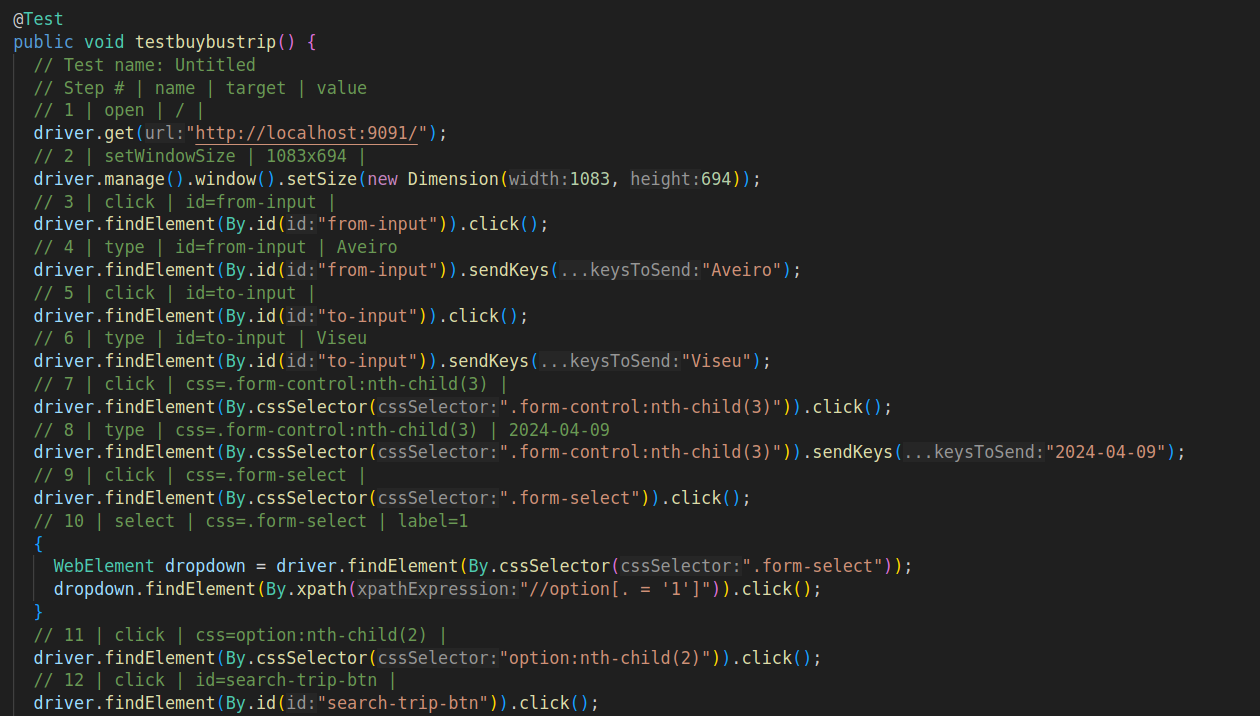 @Test
public void testbuybustrip() {
// Test name: Untitled
// Step # | name | target | value
// 1 | open | / |
driver.get(url:"http://localhost:9091/");
// 2 | setWindowSize | 1083x694 |
driver.manage().window().setSize(new Dimension(width:1083, height:694));
// 3 | click | id=from-input |
driver.findElement(By.id(id:"from-input")).click();
// 4 | type | id=from-input | Aveiro
driver.findElement(By.id(id:"from-input")).sendKeys(...keysToSend:"Aveiro");
// 5 | click | id=to-input |
driver.findElement(By.id(id:"to-input")).click();
// 6 | type | id=to-input | Viseu
driver.findElement(By.id(id:"to-input")).sendKeys(...keysToSend:"Viseu");
// 7 | click | css=.form-control:nth-child(3) |
driver.findElement(By.cssSelector(cssSelector:".form-control:nth-child(3)")).click();
// 8 | type | css=.form-control:nth-child(3) | 2024-04-09
driver.findElement(By.cssSelector(cssSelector:".form-control:nth-child(3)")).sendKeys(...keysToSend:"2024-04-09");
// 9 | click | css=.form-select |
driver.findElement(By.cssSelector(cssSelector:".form-select")).click();
// 10 | select | css=.form-select | label=1
{
WebElement dropdown = driver.findElement(By.cssSelector(cssSelector:".form-select"));
dropdown.findElement(By.xpath(xpathExpression:"//option[. = '1']")).click();
}
// 11 | click | css=option:nth-child(2) |
driver.findElement(By.cssSelector(cssSelector:"option:nth-child(2)")).click();
// 12 | click | id=search-trip-btn |
driver.findElement(By.id(id:"search-trip-btn")).click();